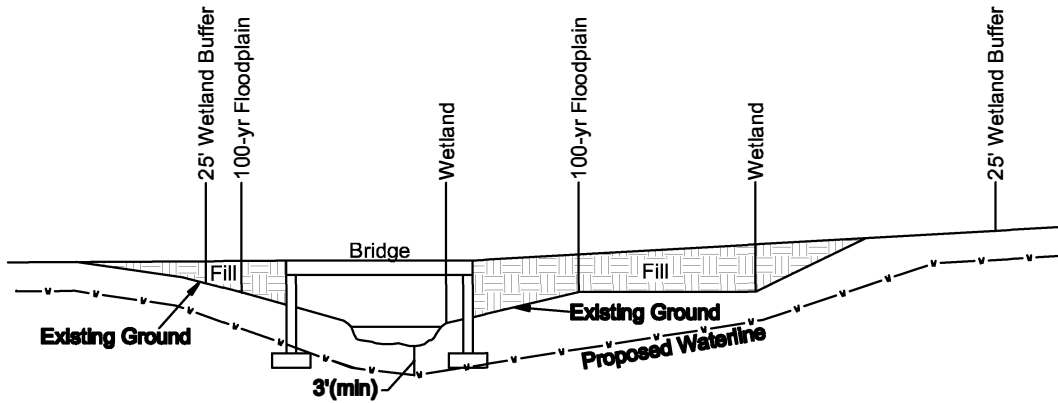 25' Wetland Buffer
100-yr Floodplain
Wetland
100-yr Floodplain
Wetland
25' Wetland Buffer
Bridge
Fill
Fill
Existing Ground
Existing Ground
Proposed Waterline
3'(min)
W W W W W W W W W W W W W W W W W W